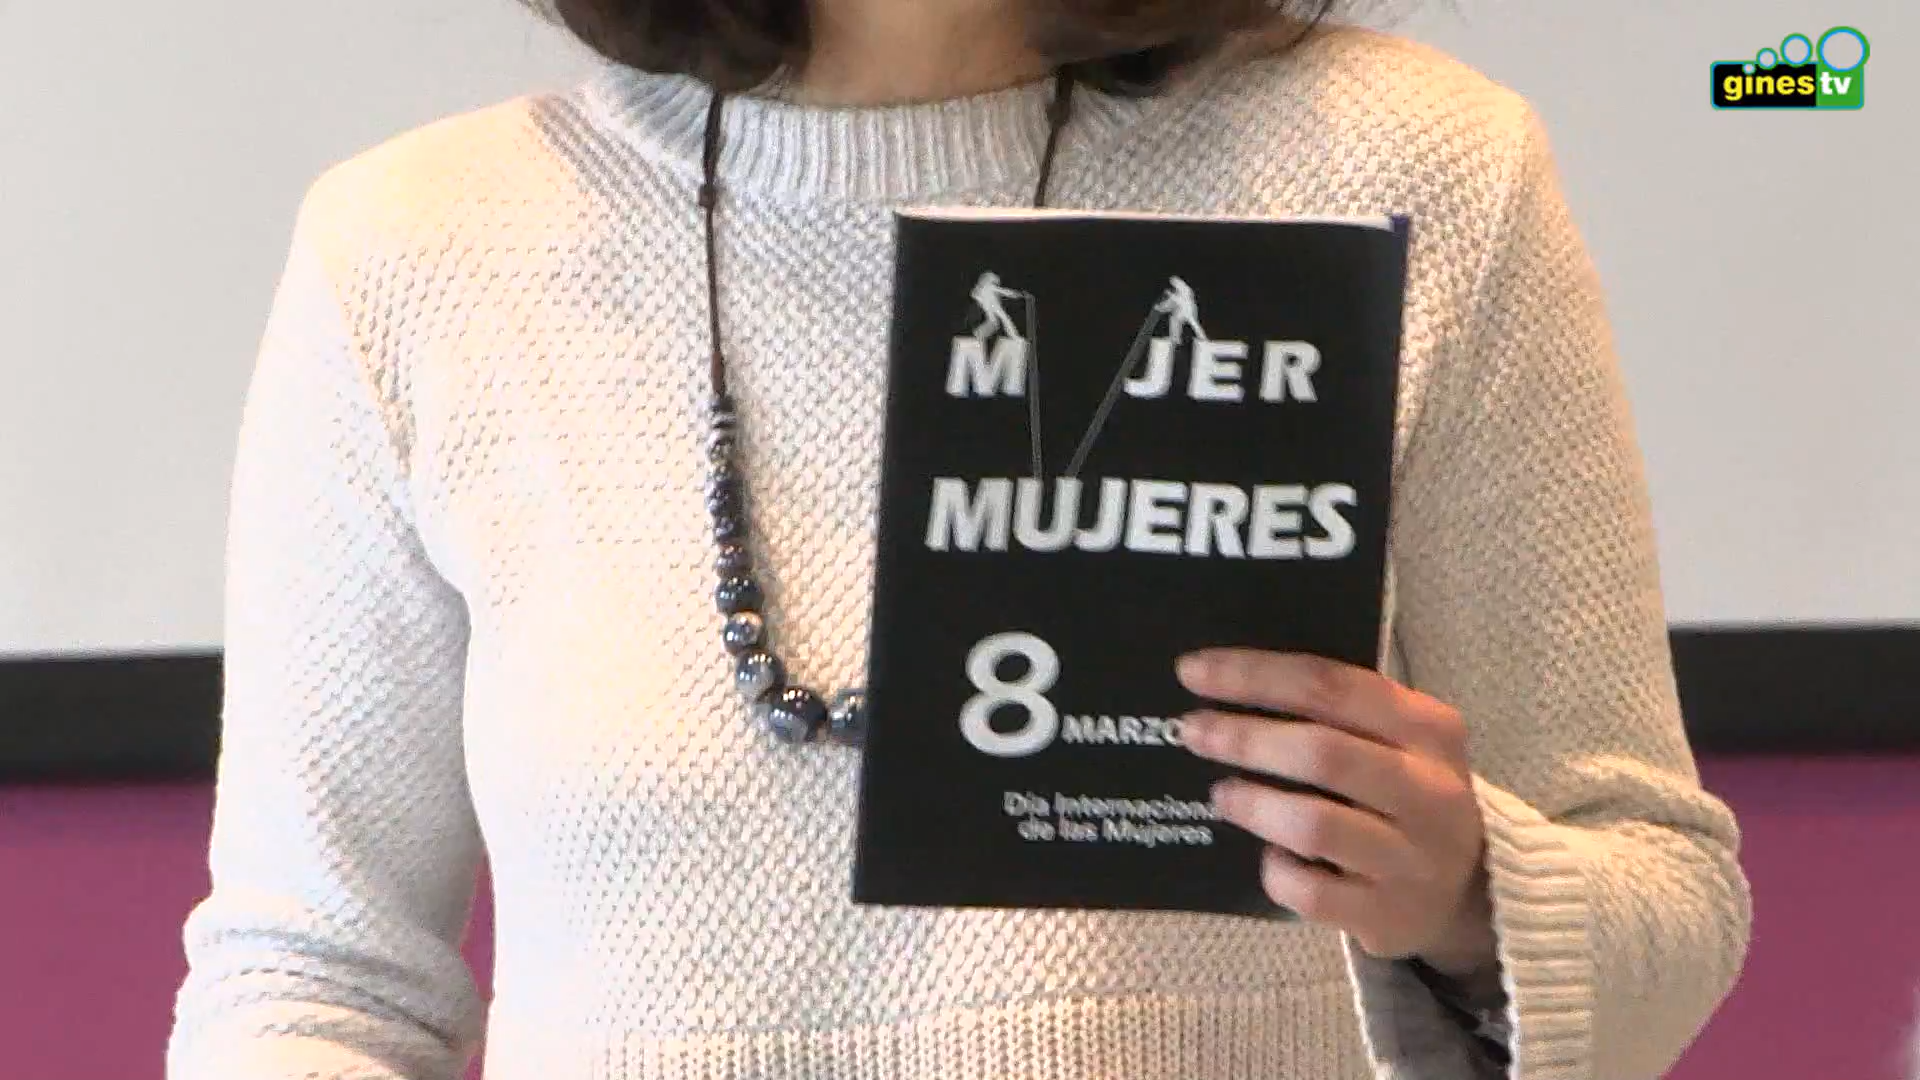 ginestv
M JER
MUJERES
8 MARZO
Día Internaciona
de las Mujeres